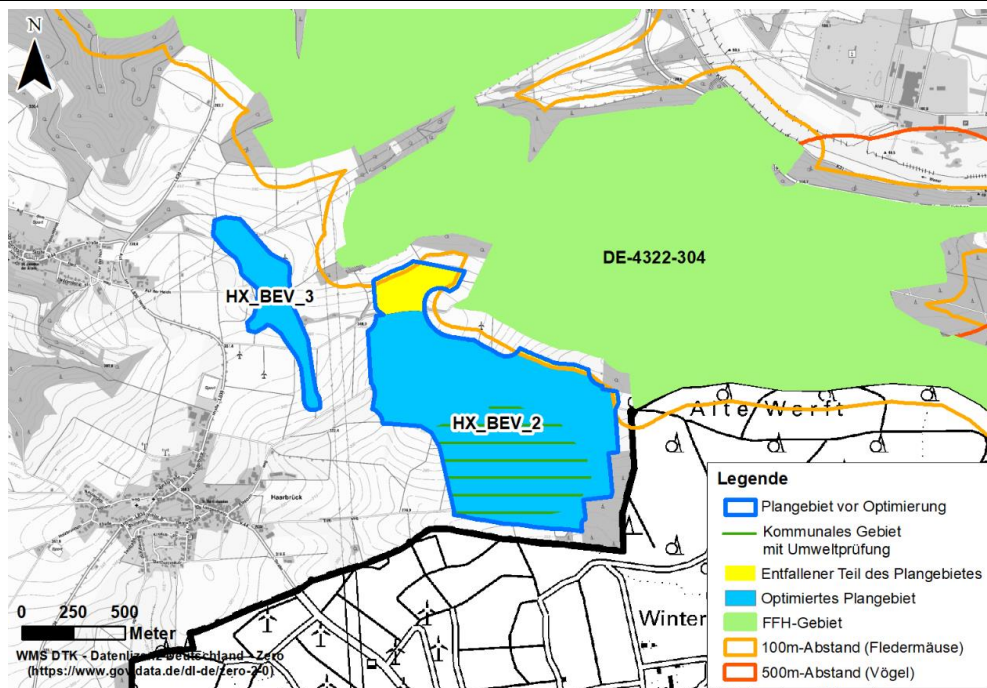 N
DE-4322-304
HX_BEV_3
HX_BEV_2
Alte Werft
Haarbrück
Winter
Legende
Plangebiet vor Optimierung
Kommunales Gebiet
mit Umweltprüfung
Entfallener Teil des Plangebietes
Optimiertes Plangebiet
FFH-Gebiet
100m-Abstand (Fledermäuse)
500m-Abstand (Vögel)
0 250 500
Meter
WMS DTK - Datenlizenz Deutschland - Zero
(https://www.govdata.de/dl-de/zero-2-0)